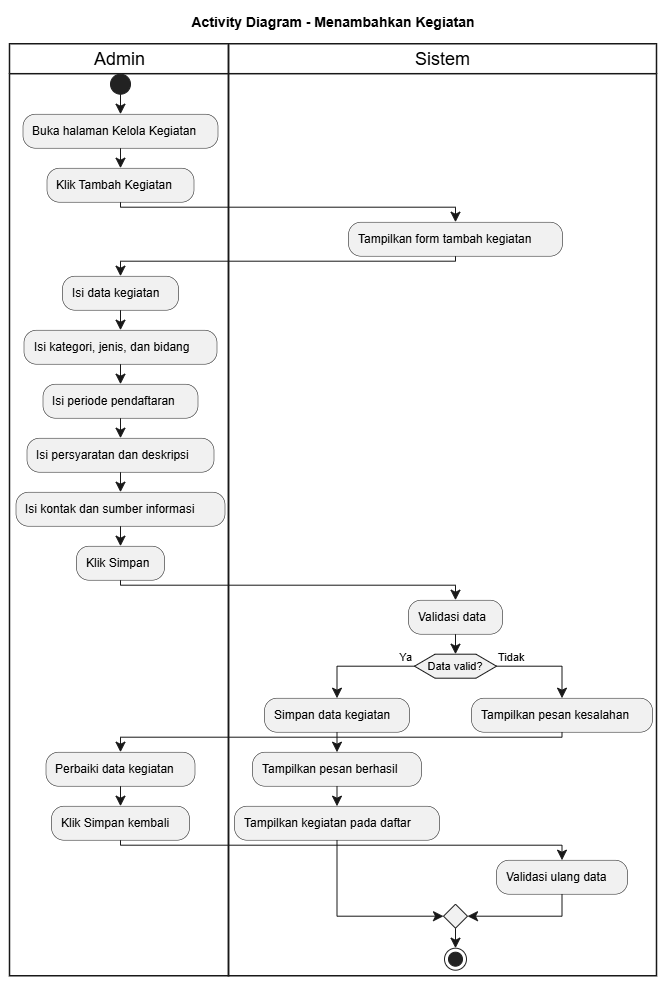 Activity Diagram - Menambahkan Kegiatan
Admin
Sistem
Buka halaman Kelola Kegiatan
Klik Tambah Kegiatan
Tampilkan form tambah kegiatan
Isi data kegiatan
Isi kategori, jenis, dan bidang
Isi periode pendaftaran
Isi persyaratan dan deskripsi
Isi kontak dan sumber informasi
Klik Simpan
Validasi data
Ya
Data valid?
Tidak
Simpan data kegiatan
Tampilkan pesan kesalahan
Perbaiki data kegiatan
Tampilkan pesan berhasil
Klik Simpan kembali
Tampilkan kegiatan pada daftar
Validasi ulang data